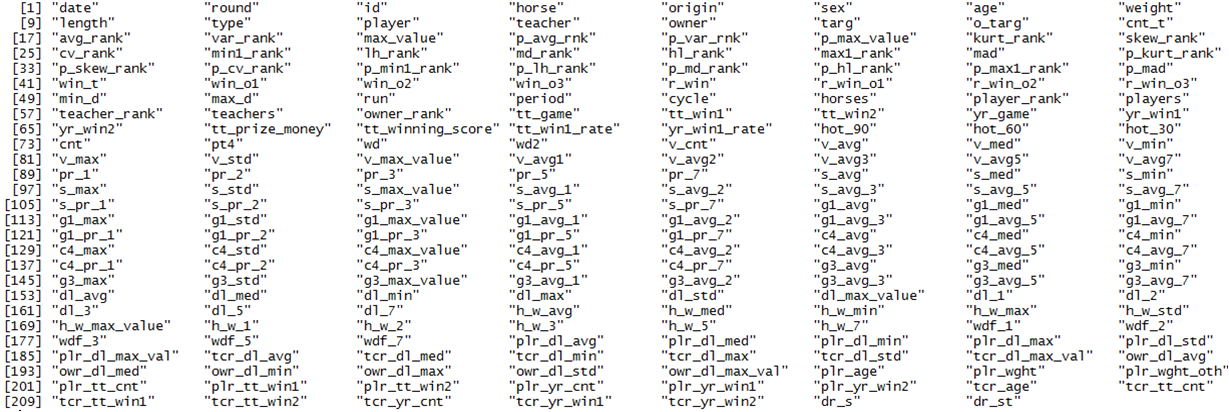 [1] "date" "round" "id" "horse" "origin" "sex" "age" "weight"
[9] "length" "type" "player" "teacher" "owner" "targ" "o_targ" "cnt_t"
[17] "avg_rank" "var_rank" "max_value" "p_avg_rnk" "p_var_rnk" "p_max_value" "kurt_rank" "skew_rank"
[25] "cv_rank" "min1_rank" "lh_rank" "md_rank" "hl_rank" "max1_rank" "mad" "p_kurt_rank"
[33] "p_skew_rank" "p_cv_rank" "p_min1_rank" "p_lh_rank" "p_md_rank" "p_hl_rank" "p_max1_rank" "p_mad"
[41] "win_t" "win_o1" "win_o2" "win_o3" "r_win" "r_win_o1" "r_win_o2" "r_win_o3"
[49] "min_d" "max_d" "run" "period" "cycle" "horses" "player_rank" "players"
[57] "teacher_rank" "teachers" "owner_rank" "tt_game" "tt_win1" "tt_win2" "yr_game" "yr_win1"
[65] "yr_win2" "tt_prize_money" "tt_winning_score" "tt_win1_rate" "yr_win1_rate" "hot_90" "hot_60" "hot_30"
[73] "cnt" "pt4" "wd" "wd2" "v_cnt" "v_avg" "v_med" "v_min"
[81] "v_max" "v_std" "v_max_value" "v_avg1" "v_avg2" "v_avg3" "v_avg5" "v_avg7"
[89] "pr_1" "pr_2" "pr_3" "pr_5" "pr_7" "s_avg" "s_med" "s_min"
[97] "s_max" "s_std" "s_max_value" "s_avg_1" "s_avg_2" "s_avg_3" "s_avg_5" "s_avg_7"
[105] "s_pr_1" "s_pr_2" "s_pr_3" "s_pr_5" "s_pr_7" "g1_avg" "g1_med" "g1_min"
[113] "g1_max" "g1_std" "g1_max_value" "g1_avg_1" "g1_avg_2" "g1_avg_3" "g1_avg_5" "g1_avg_7"
[121] "g1_pr_1" "g1_pr_2" "g1_pr_3" "g1_pr_5" "g1_pr_7" "c4_avg" "c4_med" "c4_min"
[129] "c4_max" "c4_std" "c4_max_value" "c4_avg_1" "c4_avg_2" "c4_avg_3" "c4_avg_5" "c4_avg_7"
[137] "c4_pr_1" "c4_pr_2" "c4_pr_3" "c4_pr_5" "c4_pr_7" "g3_avg" "g3_med" "g3_min"
[145] "g3_max" "g3_std" "g3_max_value" "g3_avg_1" "g3_avg_2" "g3_avg_3" "g3_avg_5" "g3_avg_7"
[153] "dl_avg" "dl_med" "dl_min" "dl_max" "dl_std" "dl_max_value" "dl_1" "dl_2"
[161] "dl_3" "dl_5" "dl_7" "h_w_avg" "h_w_med" "h_w_min" "h_w_max" "h_w_std"
[169] "h_w_max_value" "h_w_1" "h_w_2" "h_w_3" "h_w_5" "h_w_7" "wdf_1" "wdf_2"
[177] "wdf_3" "wdf_5" "wdf_7" "plr_dl_avg" "plr_dl_med" "plr_dl_min" "plr_dl_max" "plr_dl_std"
[185] "plr_dl_max_val" "tcr_dl_avg" "tcr_dl_med" "tcr_dl_min" "tcr_dl_max" "tcr_dl_std" "tcr_dl_max_val" "owr_dl_avg"
[193] "owr_dl_med" "owr_dl_min" "owr_dl_max" "owr_dl_std" "owr_dl_max_val" "plr_age" "plr_wght" "plr_wght_oth"
[201] "plr_tt_cnt" "plr_tt_win1" "plr_tt_win2" "plr_yr_cnt" "plr_yr_win1" "plr_yr_win2" "tcr_age" "tcr_tt_cnt"
[209] "tcr_tt_win1" "tcr_tt_win2" "tcr_yr_cnt" "tcr_yr_win1" "tcr_yr_win2" "dr_s" "dr_st"